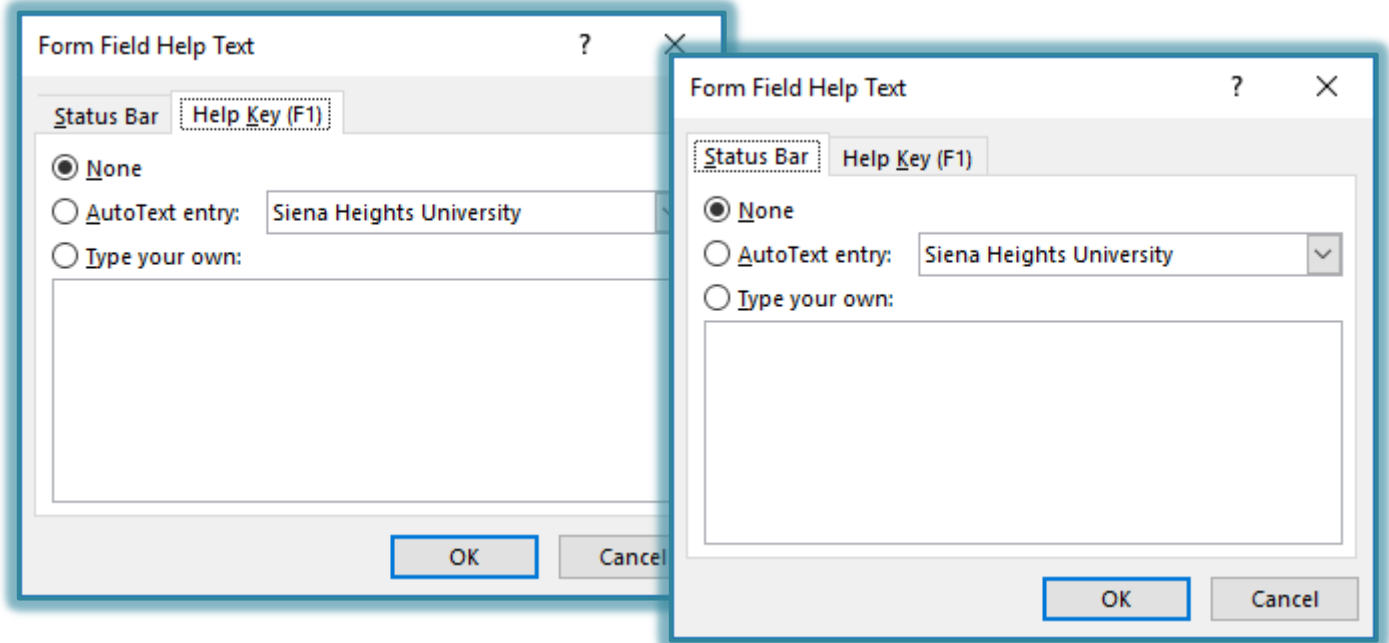 Form Field Help Text ?
Status Bar Help Key (F1)
None
AutoText entry: Siena Heights University
Type your own:
OK Cancel
Form Field Help Text ?
Status Bar Help Key (F1)
None
AutoText entry: Siena Heights University
Type your own:
OK Cancel